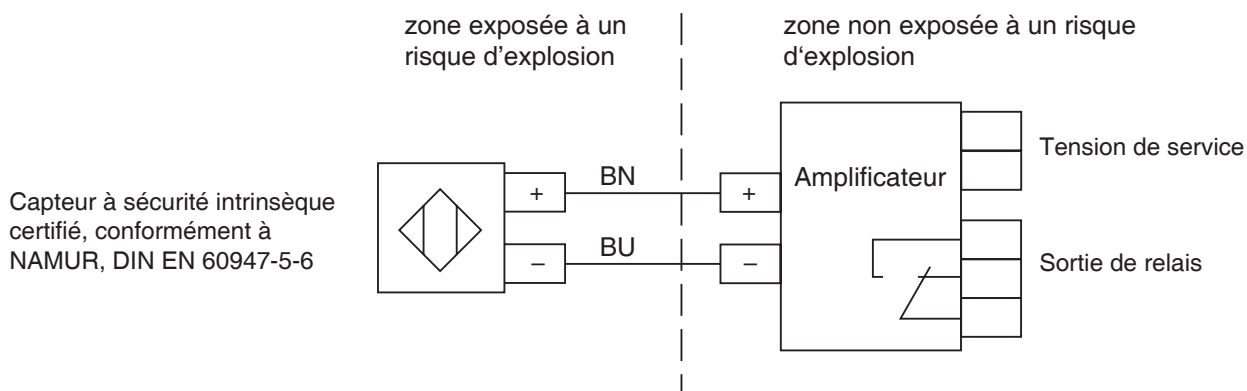 zone exposée à un
risque d'explosion
zone non exposée à un risque
d‘explosion
Capteur à sécurité intrinsèque
certifié, conformément à
NAMUR, DIN EN 60947-5-6
+
–
BN
BU
+
–
Amplificateur
Tension de service
Sortie de relais